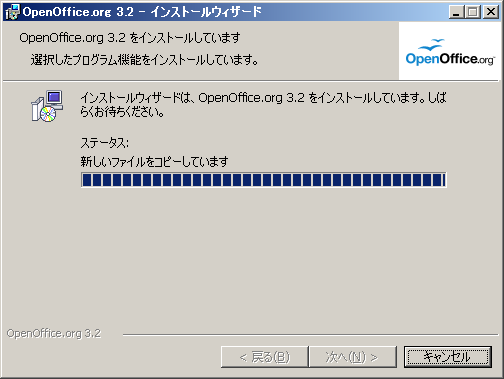 OpenOffice.org 3.2 - インストールウィザード
OpenOffice.org 3.2 をインストールしています
選択したプログラム機能をインストールしています。
OpenOffice.org
インストールウィザードは、OpenOffice.org 3.2 をインストールしています。しば
らくお待ちください。
ステータス:
新しいファイルをコピーしています
OpenOffice.org 3.2
< 戻る(B)
次へ(N) >
キャンセル